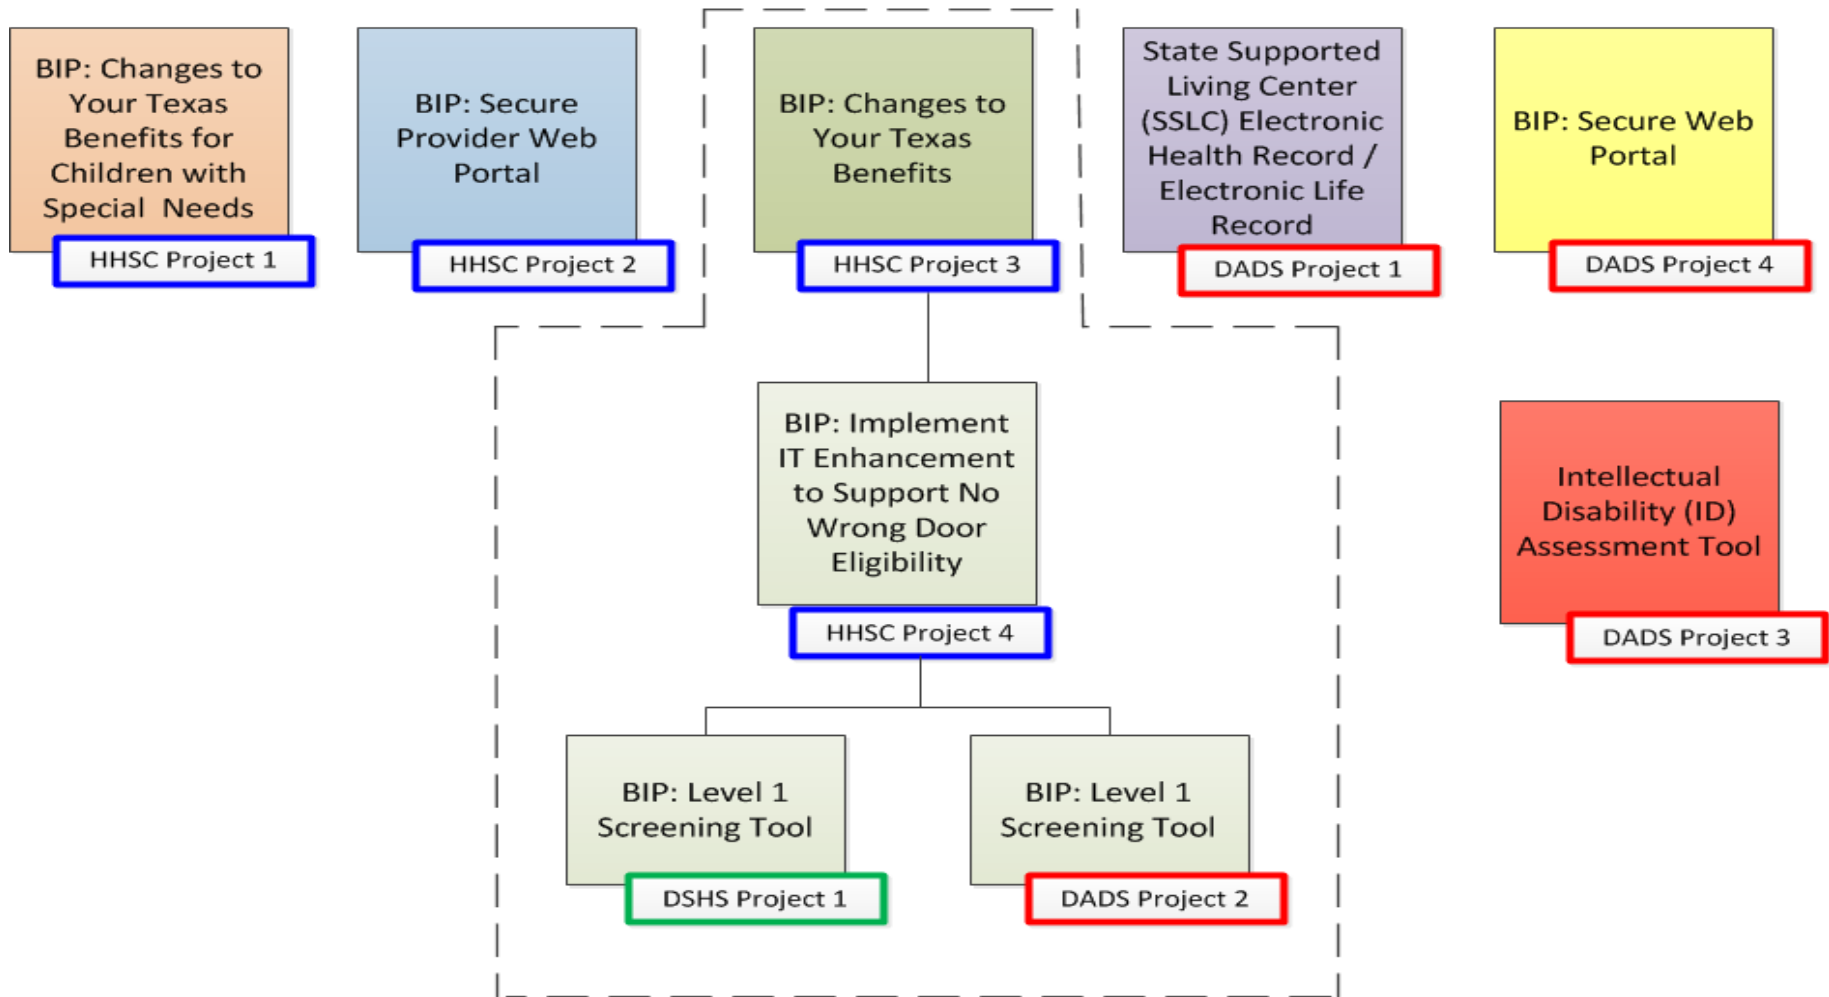 BIP: Changes to
Your Texas
Benefits for
Children with
Special Needs
HHSC Project 1
BIP: Secure
Provider Web
Portal
HHSC Project 2
BIP: Changes to
Your Texas
Benefits
HHSC Project 3
State Supported
Living Center
(SSLC) Electronic
Health Record /
Electronic Life
Record
DADS Project 1
BIP: Secure Web
Portal
DADS Project 4
BIP: Implement
IT Enhancement
to Support No
Wrong Door
Eligibility
HHSC Project 4
Intellectual
Disability (ID)
Assessment Tool
DADS Project 3
BIP: Level 1
Screening Tool
DSHS Project 1
BIP: Level 1
Screening Tool
DADS Project 2